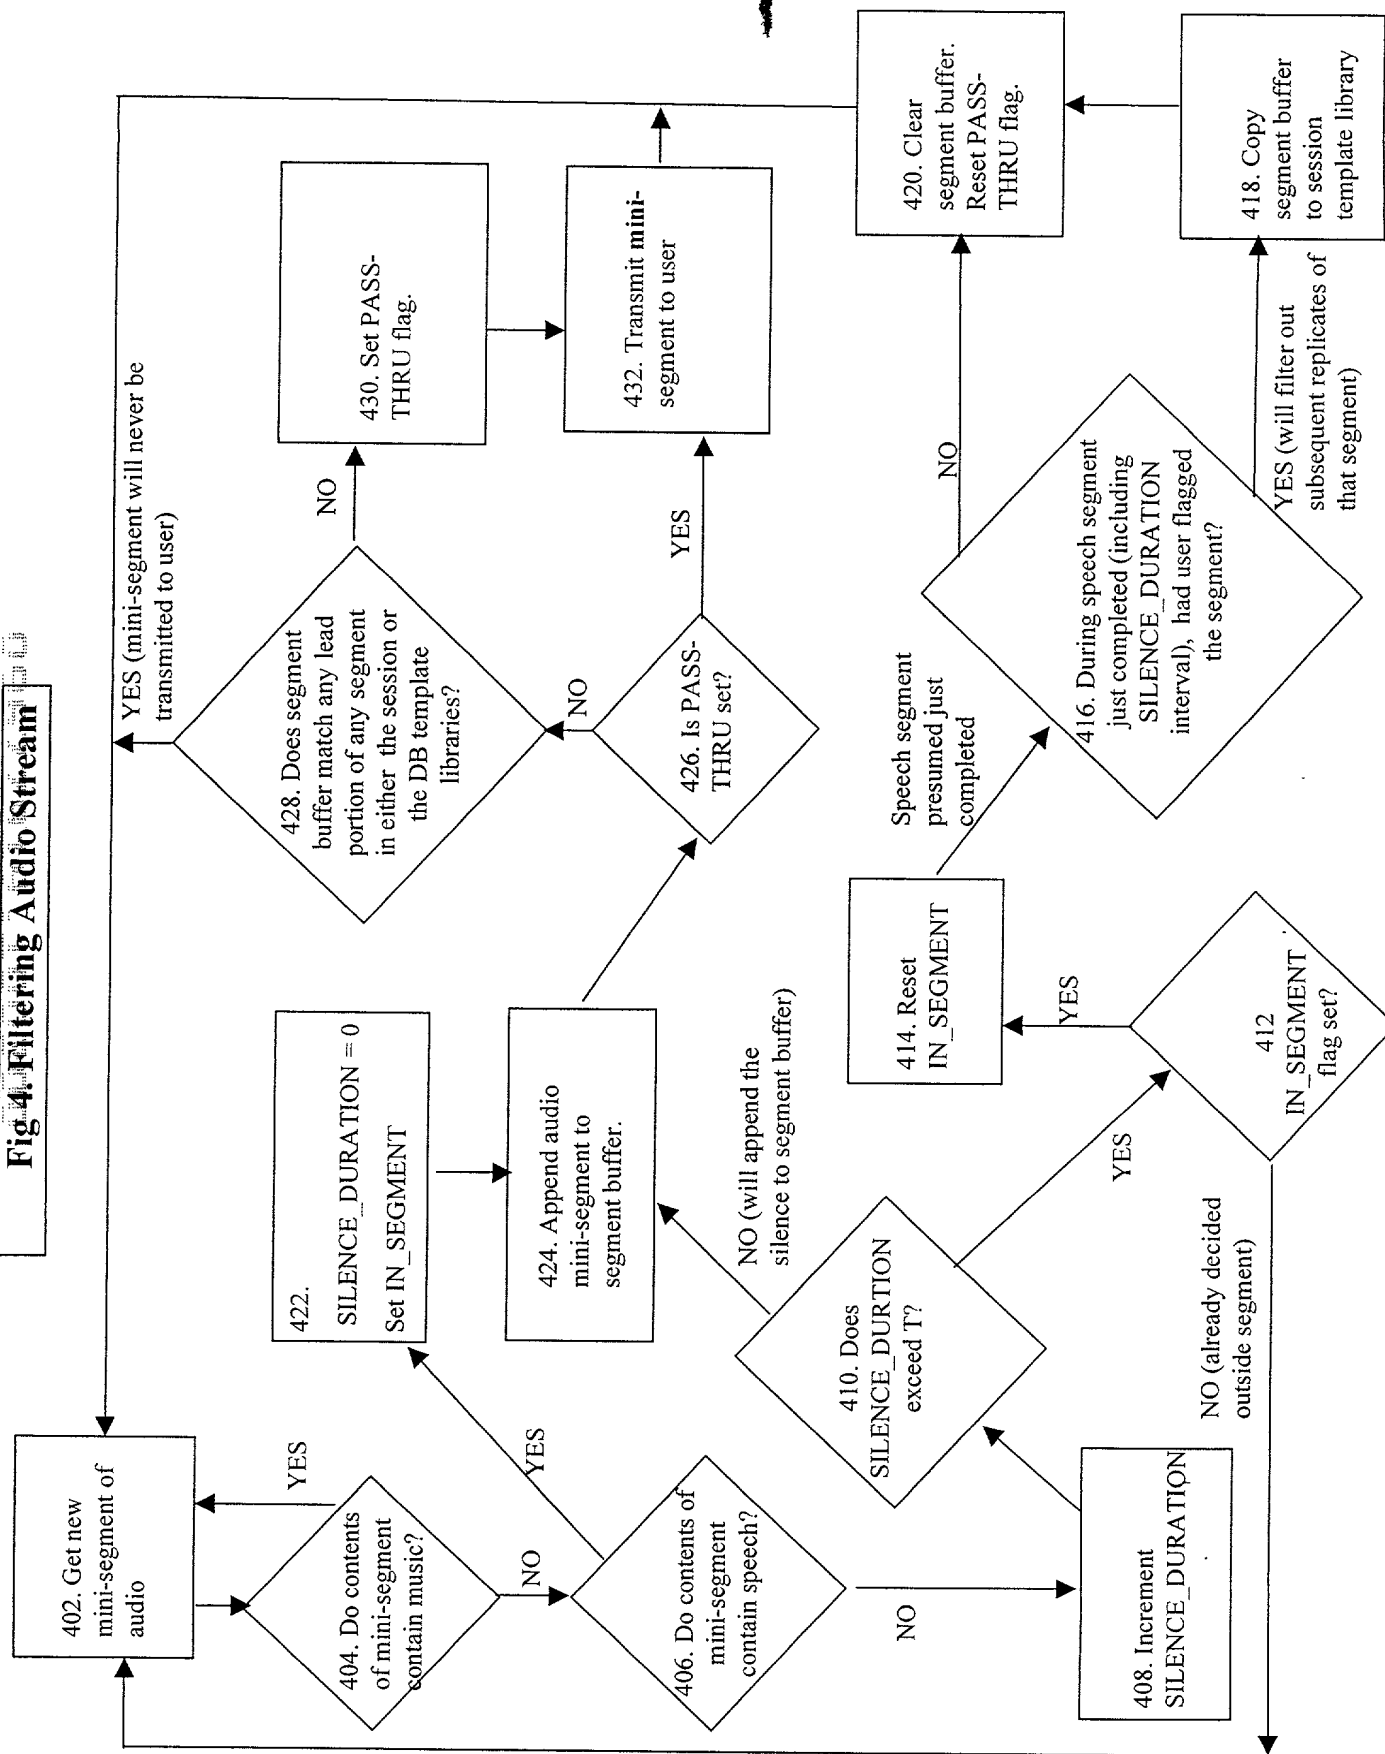 Fig 4. Filtering Audio Stream
402. Get new
mini-segment of
audio
YES
404. Do contents
of mini-segment
contain music?
NO
406. Do contents of
mini-segment
contain speech?
YES
NO
408. Increment
SILENCE_DURATION
410. Does
SILENCE_DURTION
exceed T?
NO (will append the
silence to segment buffer)
YES
412
IN_SEGMENT
flag set?
NO (already decided
outside segment)
YES
414. Reset
IN_SEGMENT
Speech segment
presumed just
completed
416. During speech segment
just completed (including
SILENCE_DURATION
interval), had user flagged
the segment?
NO
YES (will filter out
subsequent replicates of
that segment)
418. Copy
segment buffer
to session
template library
420. Clear
segment buffer.
Reset PASS-
THRU flag.
422.
SILENCE_DURATION = 0
Set IN_SEGMENT
424. Append audio
mini-segment to
segment buffer.
426. Is PASS-
THRU set?
NO
YES
428. Does segment
buffer match any lead
portion of any segment
in either the session or
the DB template
libraries?
YES (mini-segment will never be
transmitted to user)
NO
430. Set PASS-
THRU flag.
432. Transmit mini-
segment to user